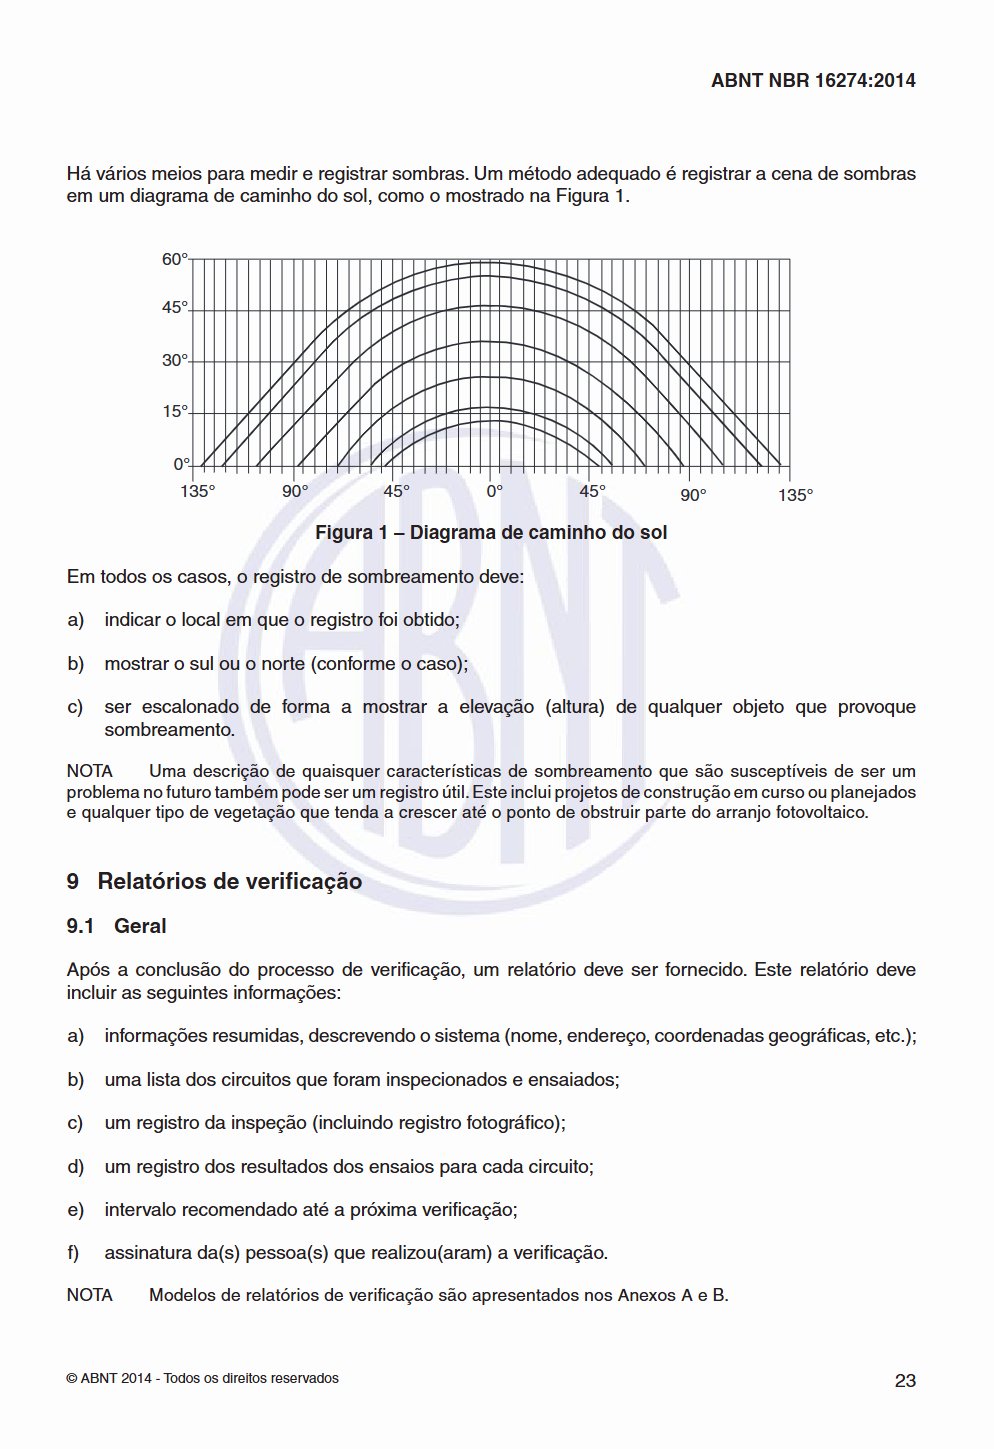 ABNT NBR 16274:2014
Há vários meios para medir e registrar sombras. Um método adequado é registrar a cena de sombras
em um diagrama de caminho do sol, como o mostrado na Figura 1.
60°
45°
30°
15°
0°
135° 90° 45° 0° 45° 90° 135°
Figura 1 – Diagrama de caminho do sol
Em todos os casos, o registro de sombreamento deve:
a) indicar o local em que o registro foi obtido;
b) mostrar o sul ou o norte (conforme o caso);
c) ser escalonado de forma a mostrar a elevação (altura) de qualquer objeto que provoque
sombreamento.
NOTA Uma descrição de quaisquer características de sombreamento que são susceptíveis de ser um
problema no futuro também pode ser um registro útil. Este inclui projetos de construção em curso ou planejados
e qualquer tipo de vegetação que tenda a crescer até o ponto de obstruir parte do arranjo fotovoltaico.
ABNT
9 Relatórios de verificação
9.1 Geral
Após a conclusão do processo de verificação, um relatório deve ser fornecido. Este relatório deve
incluir as seguintes informações:
a) informações resumidas, descrevendo o sistema (nome, endereço, coordenadas geográficas, etc.);
b) uma lista dos circuitos que foram inspecionados e ensaiados;
c) um registro da inspeção (incluindo registro fotográfico);
d) um registro dos resultados dos ensaios para cada circuito;
e) intervalo recomendado até a próxima verificação;
f) assinatura da(s) pessoa(s) que realizou(aram) a verificação.
NOTA Modelos de relatórios de verificação são apresentados nos Anexos A e B.
© ABNT 2014 - Todos os direitos reservados
23